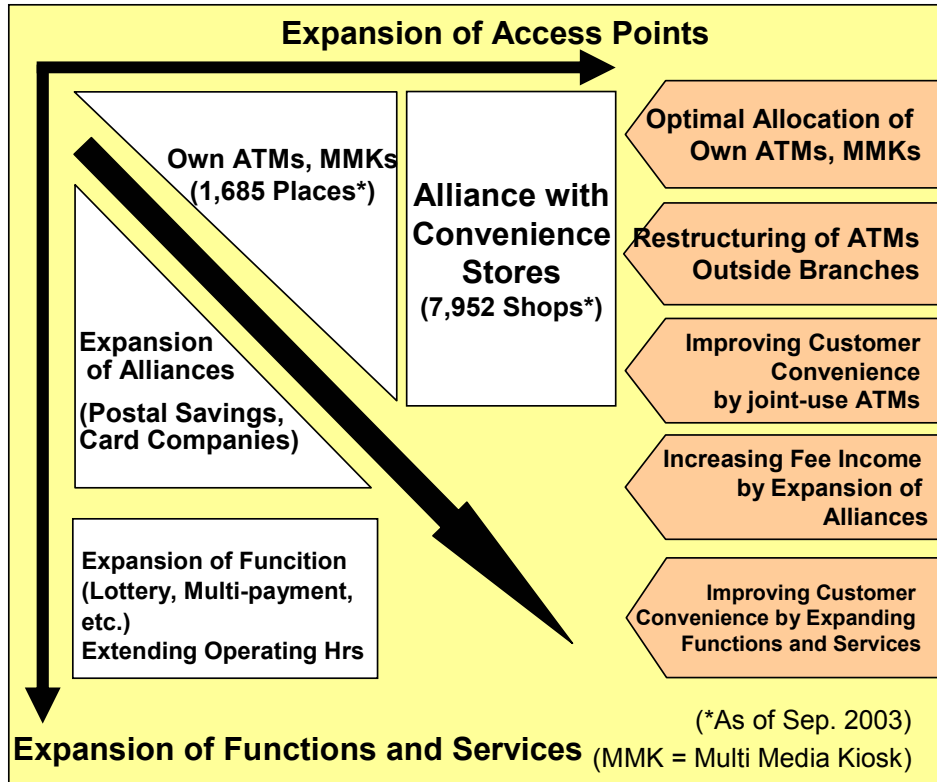 Expansion of Access Points
Own ATMs, MMKs
(1,685 Places*)
Alliance with
Convenience
Stores
(7,952 Shops*)
Expansion
of Alliances
(Postal Savings,
Card Companies)
Expansion of Funcition
(Lottery, Multi-payment,
etc.)
Extending Operating Hrs
Optimal Allocation of
Own ATMs, MMKs
Restructuring of ATMs
Outside Branches
Improving Customer
Convenience
by joint-use ATMs
Increasing Fee Income
by Expansion of
Alliances
Improving Customer
Convenience by Expanding
Functions and Services
Expansion of Functions and Services
(*As of Sep. 2003)
(MMK = Multi Media Kiosk)